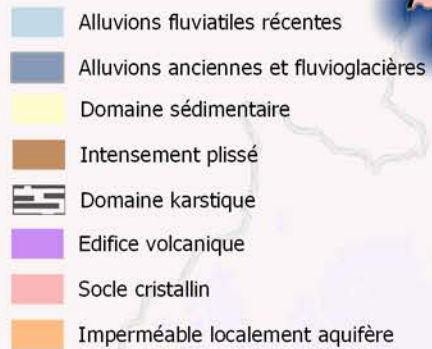 Alluvions fluviatiles récentes
Alluvions anciennes et fluvioglacières
Domaine sédimentaire
Intensement plissé
Domaine karstique
Edifice volcanique
Socle cristallin
Imperméable localement aquifère